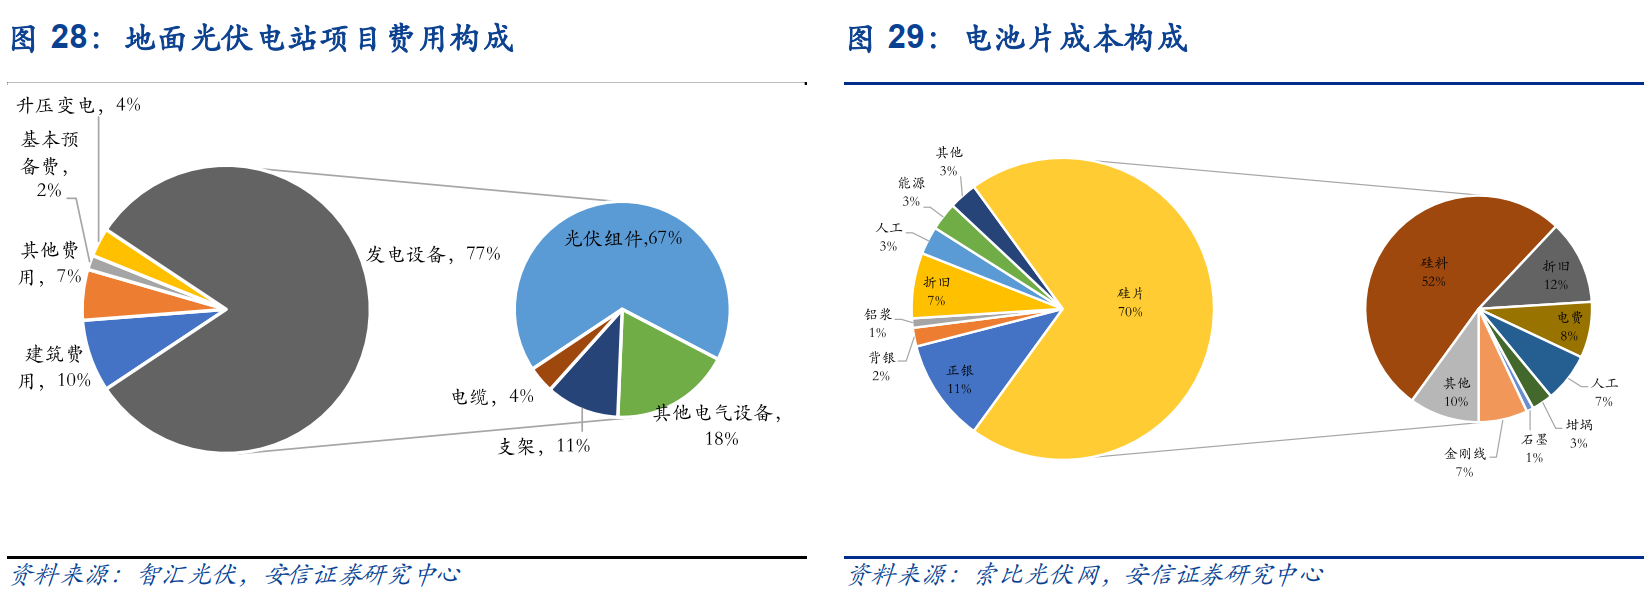 图 28：地面光伏电站项目费用构成
升压变电，4%
基本预
备费，
2%
其他费
用，7%
建筑费
用，10%
发电设备，77%
光伏组件,67%
电缆，4%
支架，11%
其他电气设备，
18%
资料来源：智汇光伏，安信证券研究中心
图 29：电池片成本构成
其他
3%
能源
3%
人工
3%
折旧
7%
铝浆
1%
背银
2%
正银
11%
硅片
70%
硅料
52%
折旧
12%
电费
8%
人工
7%
坩埚
3%
石墨
1%
金刚线
7%
其他
10%
资料来源：索比光伏网，安信证券研究中心